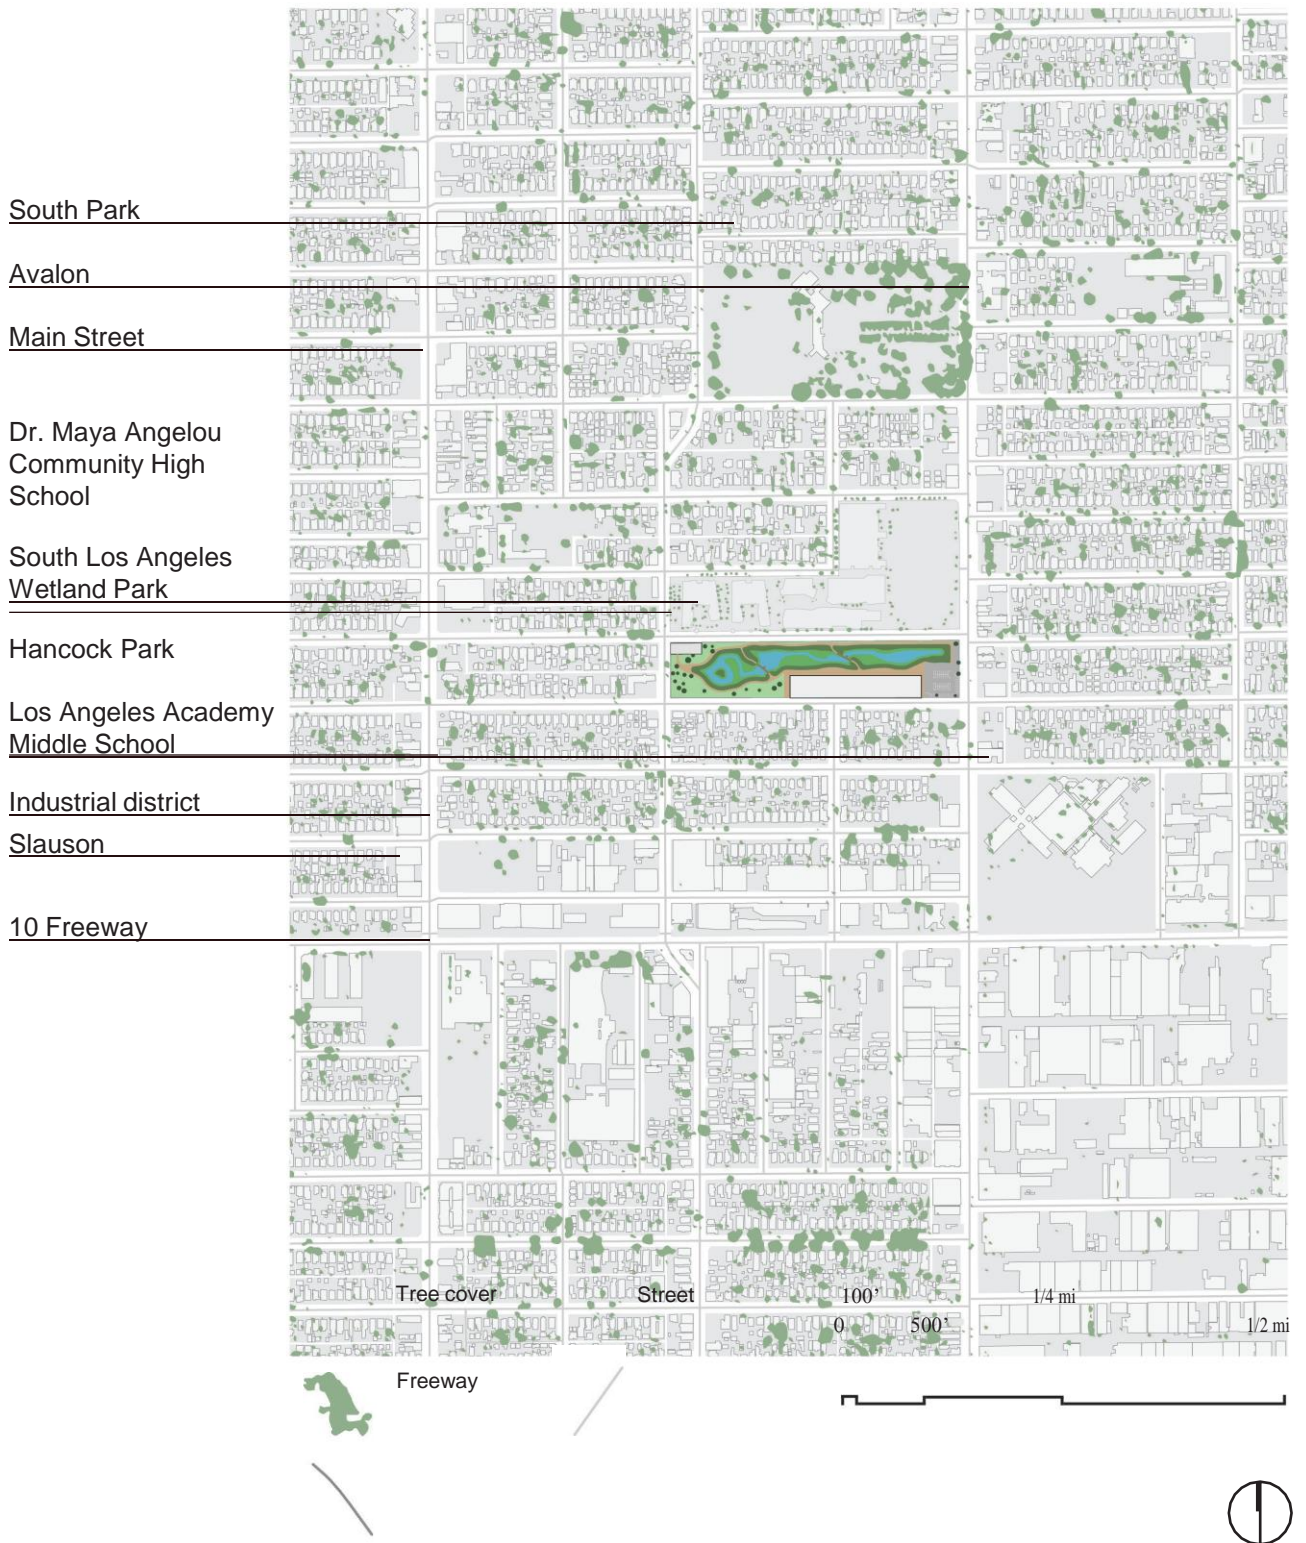 South Park
Avalon
Main Street
Dr. Maya Angelou
Community High
School
South Los Angeles
Wetland Park
Hancock Park
Los Angeles Academy
Middle School
Industrial district
Slauson
10 Freeway
Tree cover
Street
100’
1/4 mi
0
500’
1/2 mi
Freeway